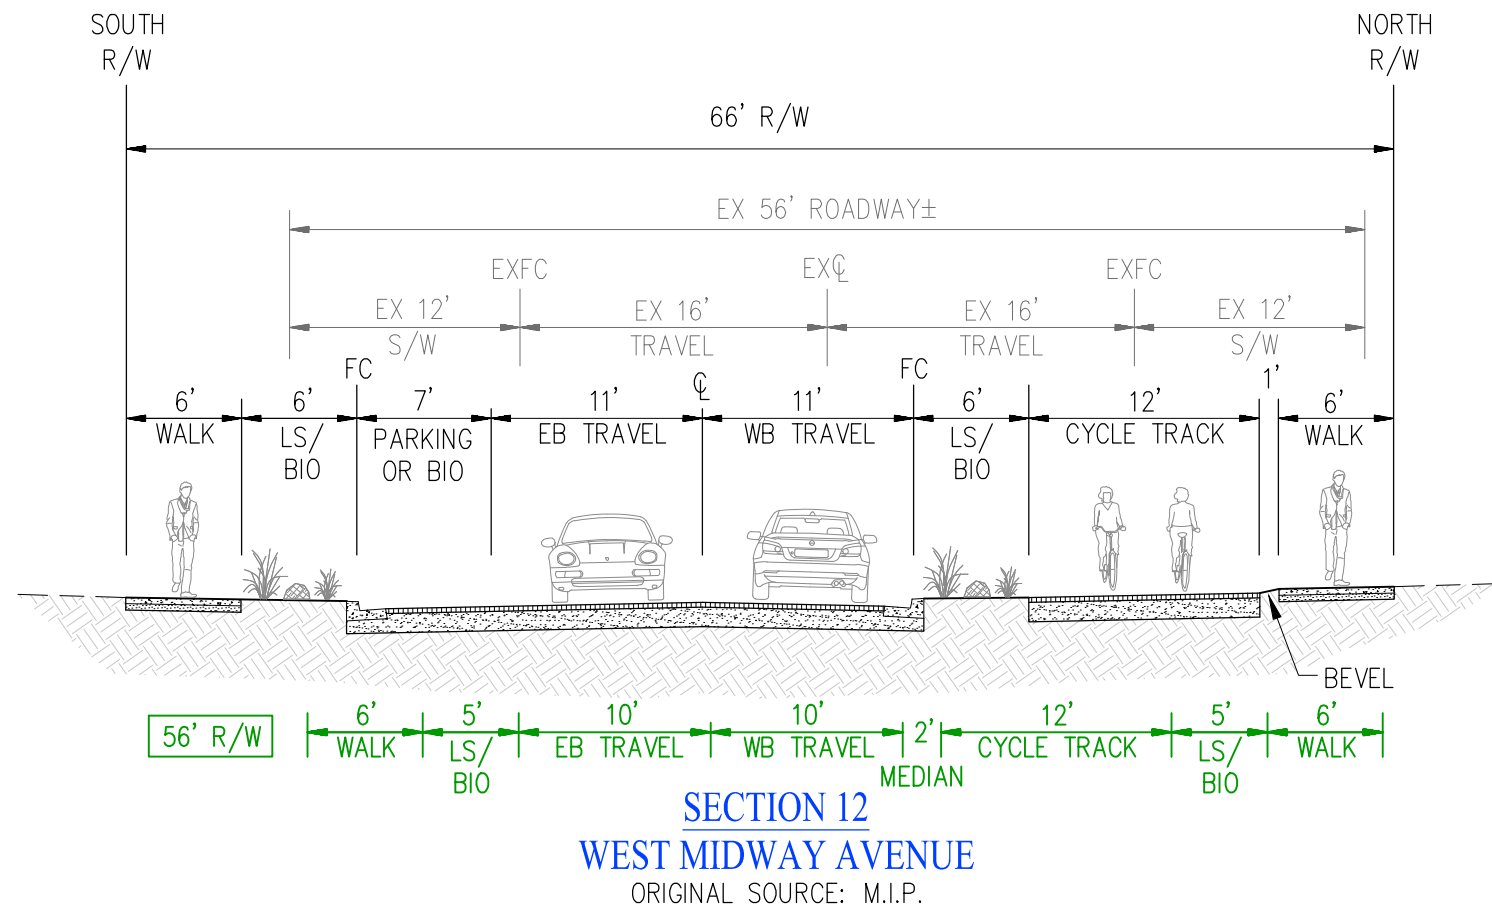 SOUTH
R/W
NORTH
R/W
66' R/W
EX 56' ROADWAY±
EXFC
EX℄
EXFC
EX 12'
S/W
EX 16'
TRAVEL
EX 16'
TRAVEL
EX 12'
S/W
FC
℄
FC
1'
6'
WALK
6'
LS/
BIO
7'
PARKING
OR BIO
11'
EB TRAVEL
11'
WB TRAVEL
6'
LS/
BIO
12'
CYCLE TRACK
6'
WALK
BEVEL
56' R/W
6'
WALK
5'
LS/
BIO
10'
EB TRAVEL
10'
WB TRAVEL
2'
MEDIAN
12'
CYCLE TRACK
5'
LS/
BIO
6'
WALK
SECTION 12
WEST MIDWAY AVENUE
ORIGINAL SOURCE: M.I.P.